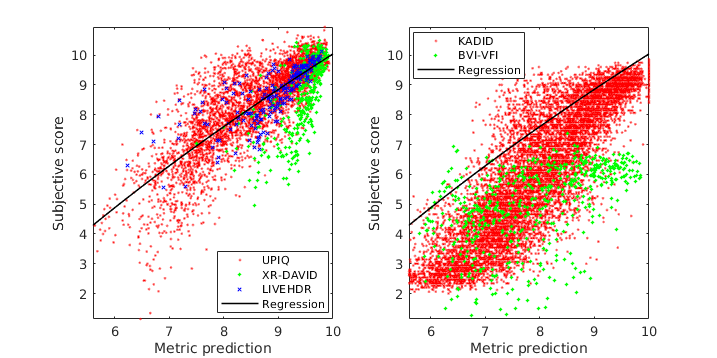 10
9
8
7
6
5
4
3
2
Subjective score
UPIQ
XR-DAVID
LIVEHDR
Regression
6 7 8 9 10
Metric prediction
10
9
8
7
6
5
4
3
2
Subjective score
KADID
BVI-VFI
Regression
6 7 8 9 10
Metric prediction